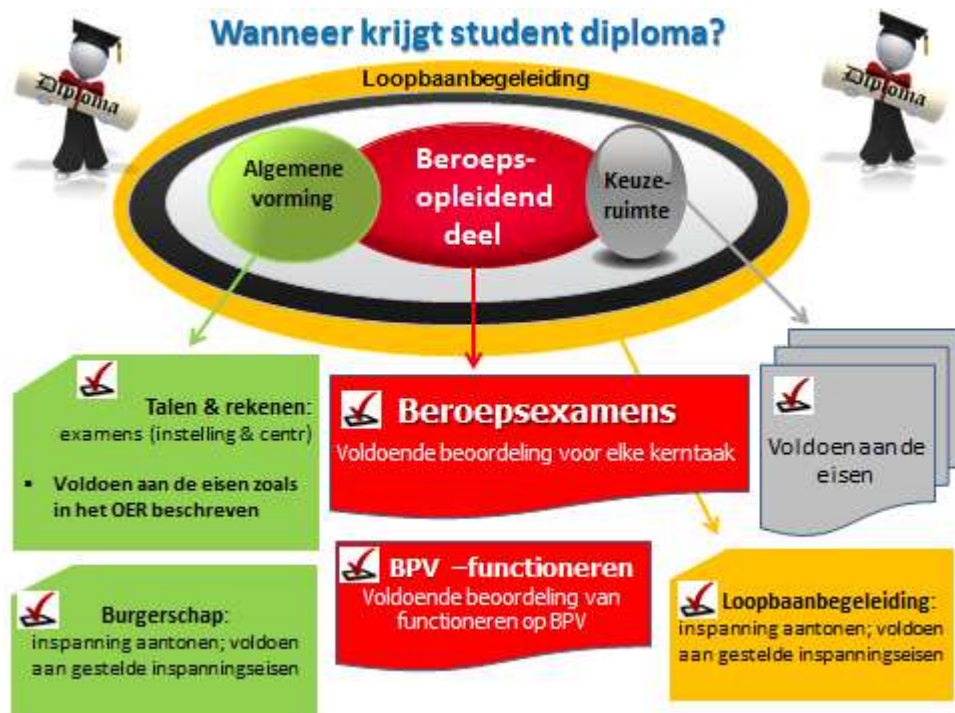 Wanneer krijgt student diploma?
Diploma
Diploma
Loopbaanbegeleiding
Algemene
vorming
Beroeps-
opleidend
deel
Keuze-
ruimte
Talen & rekenen:
examens (instelling & centr)
▪ Voldoen aan de eisen zoals
in het OER beschreven
Beroepsexamens
Voldoende beoordeling voor elke kerntaak
Voldoen aan de
eisen
Burgerschap:
inspanning aantonen; voldoen
aan gestelde inspanningseisen
BPV –functioneren
Voldoende beoordeling van
functioneren op BPV
Loopbaanbegeleiding:
inspanning aantonen; voldoen
aan gestelde inspanningseisen